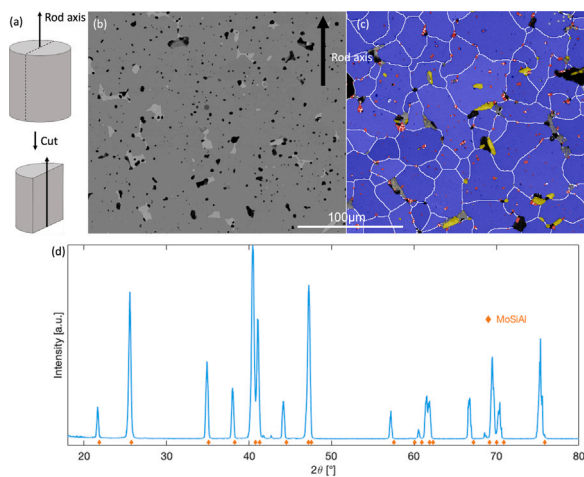 (a)
Rod axis
Cut
(b)
Rod axis
(c)
100µm
(d)
MoSiAl
Intensity [a.u.]
20 30 40 50 60 70 80
2θ [°]